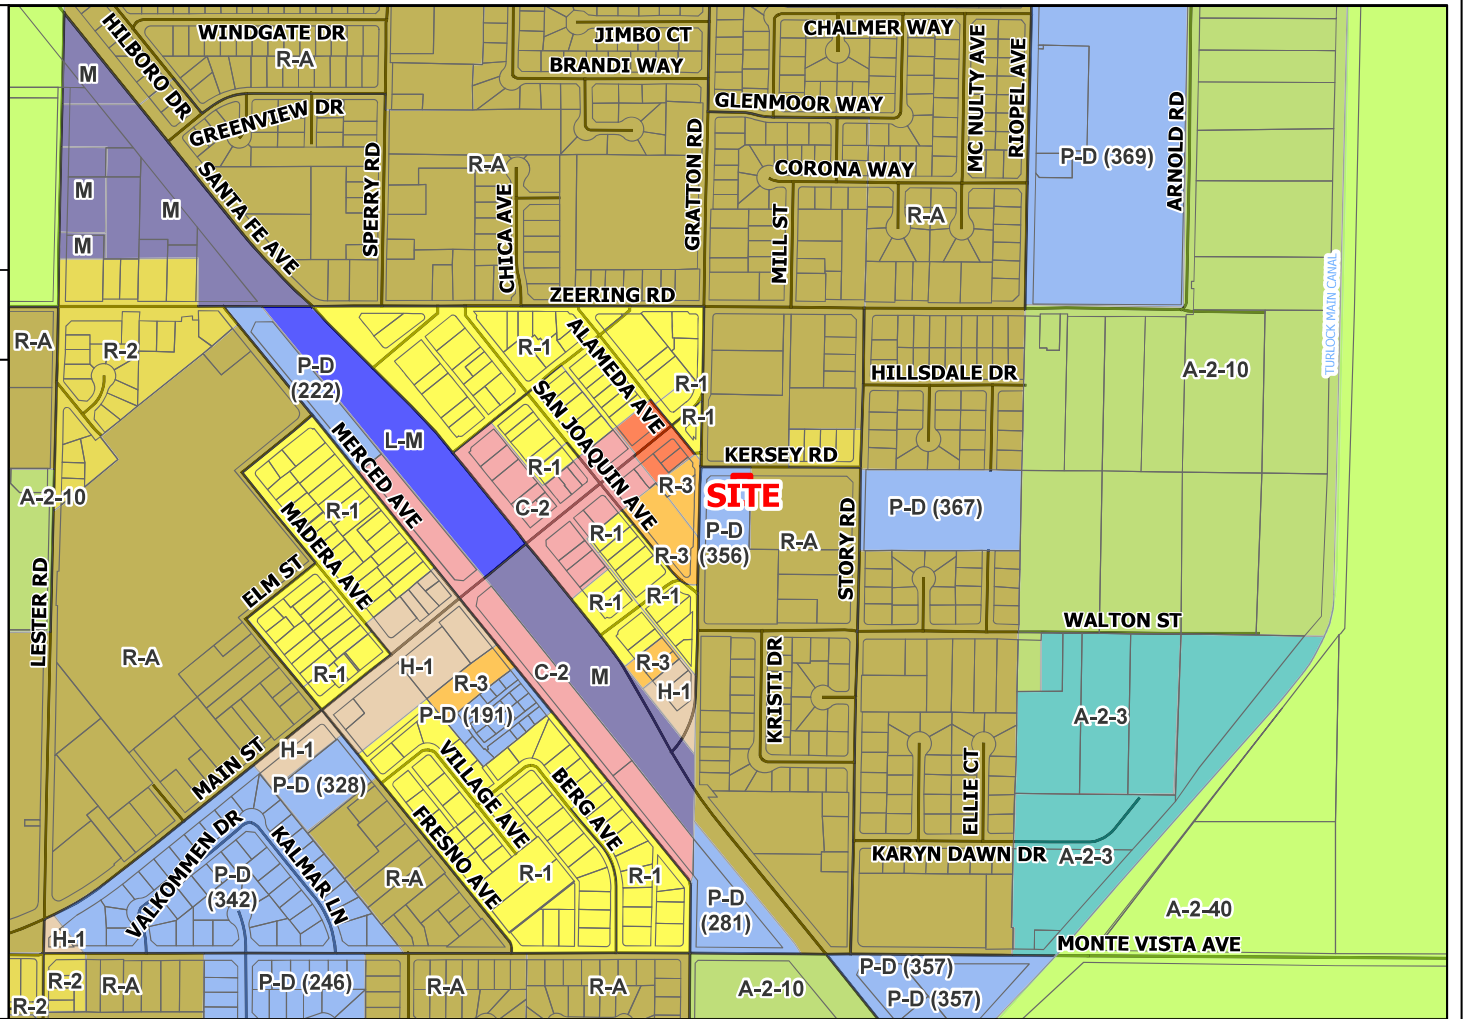 HILBORO DR
WINDGATE DR
R-A
M
GREENVIEW DR
JIMBO CT
BRANDI WAY
CHALMER WAY
GLENMOOR WAY
MC NULTY AVE
RIOPEL AVE
P-D (369)
ARNOLD RD
CORONA WAY
R-A
GRATTON RD
SPERRY RD
CHICA AVE
SANTA FE AVE
M
M
M
MILL ST
R-A
ZEERING RD
TURLOCK MAIN CANAL
R-A
R-2
P-D
(222)
R-1
ALAMEDA AVE
R-1
R-1
HILLSDALE DR
A-2-10
L-M
SAN JOAQUIN AVE
MERCED AVE
KERSEY RD
R-1
R-3
SITE
A-2-10
R-1
C-2
R-1
P-D
(356)
R-A
P-D (367)
STORY RD
MADERA AVE
R-3
ELM ST
LESTER RD
R-1
R-1
WALTON ST
R-A
R-1
H-1
R-3
C-2
M
R-3
H-1
KRISTI DR
P-D (191)
A-2-3
MAIN ST
H-1
P-D (328)
VILLAGE AVE
BERG AVE
ELLIE CT
FRESNO AVE
VALKOMMEN DR
KALMAR LN
KARYN DAWN DR
A-2-3
P-D
(342)
R-A
R-1
R-1
P-D
(281)
A-2-40
H-1
MONTE VISTA AVE
R-2
R-2
R-A
P-D (246)
R-A
R-A
A-2-10
P-D (357)
P-D (357)